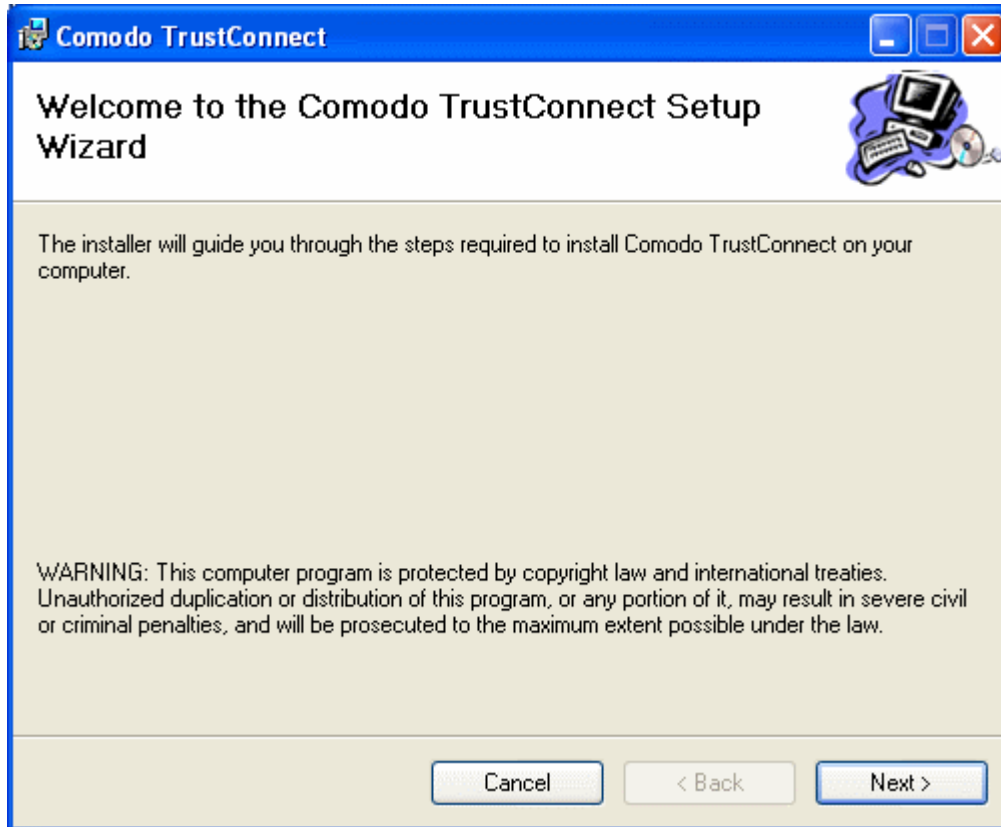 Comodo TrustConnect
Welcome to the Comodo TrustConnect Setup
Wizard
The installer will guide you through the steps required to install Comodo TrustConnect on your
computer.
WARNING: This computer program is protected by copyright law and international treaties.
Unauthorized duplication or distribution of this program, or any portion of it, may result in severe civil
or criminal penalties, and will be prosecuted to the maximum extent possible under the law.
Cancel
< Back
Next >